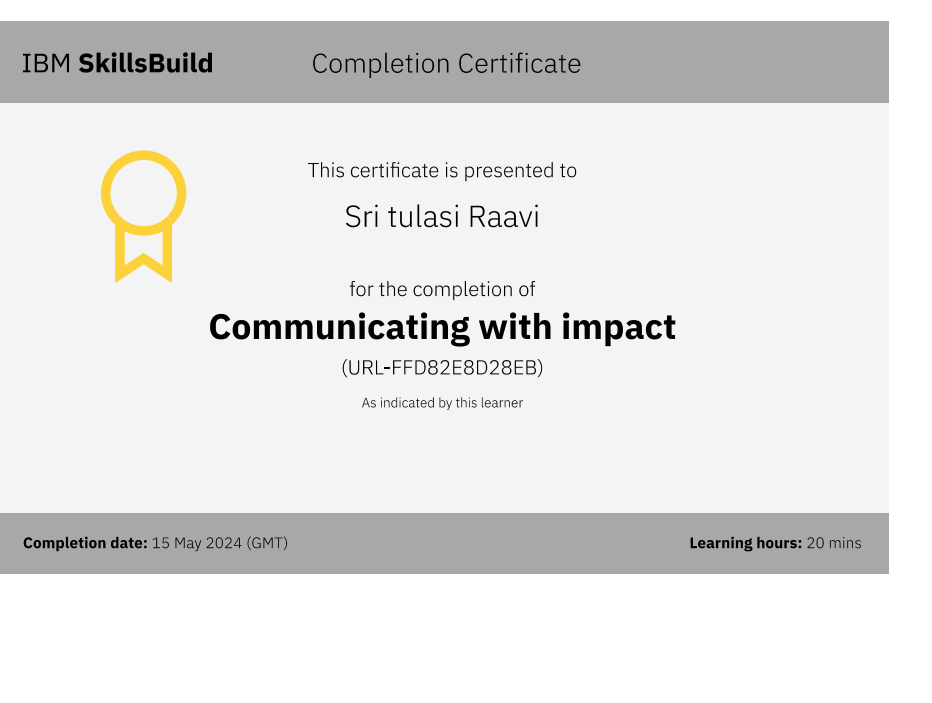 IBM SkillsBuild
Completion Certificate
This certificate is presented to
Sri tulasi Raavi
for the completion of
Communicating with impact
(URL-FFD82E8D28EB)
As indicated by this learner
Completion date: 15 May 2024 (GMT)
Learning hours: 20 mins